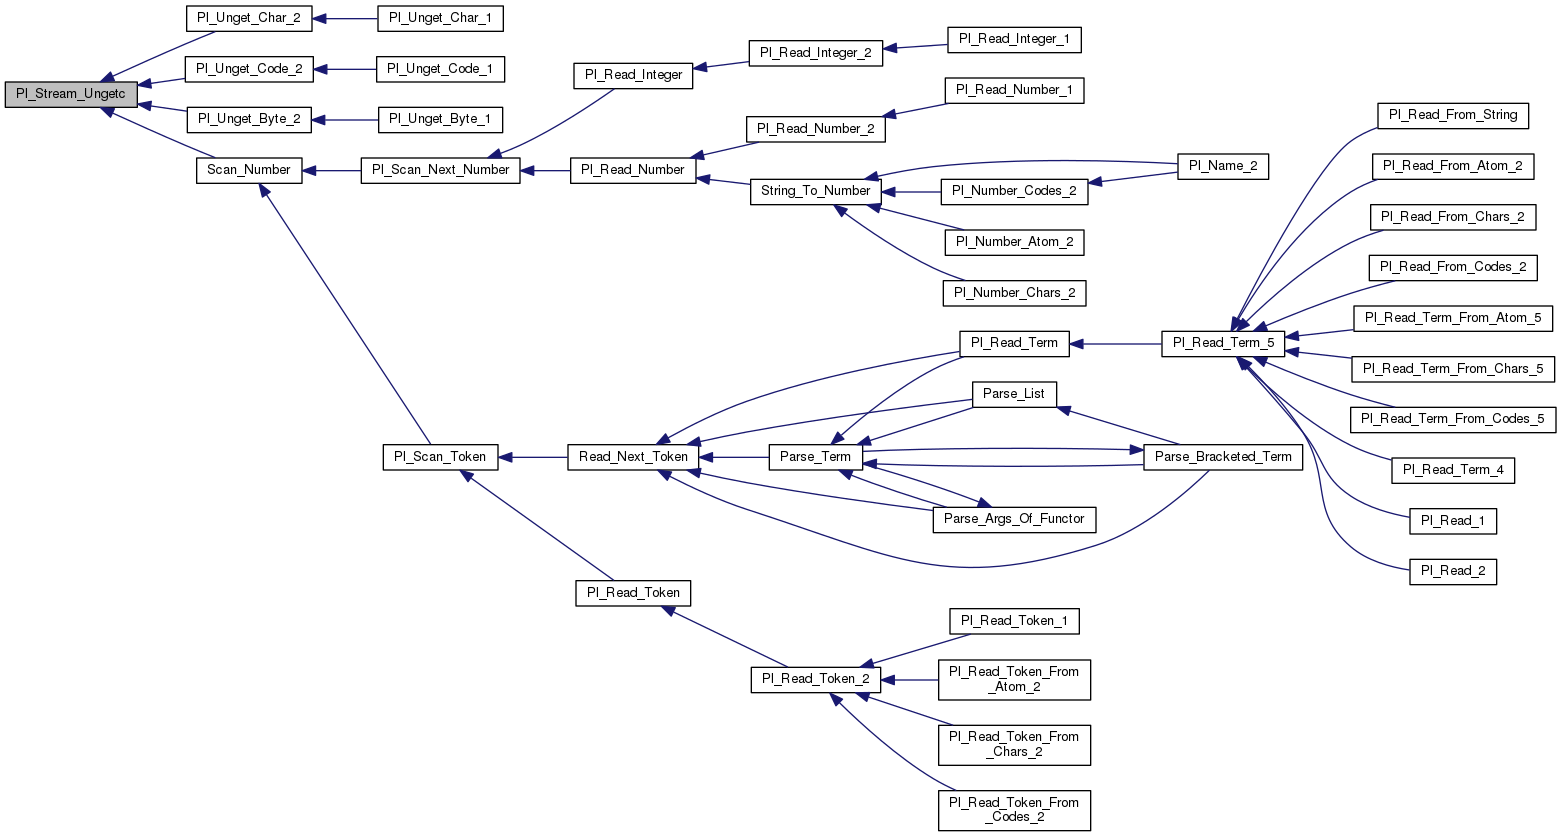 Pl_Stream_Ungetc
Pl_Unget_Char_2
Pl_Unget_Char_1
Pl_Unget_Code_2
Pl_Unget_Code_1
Pl_Unget_Byte_2
Pl_Unget_Byte_1
Scan_Number
Pl_Scan_Next_Number
Pl_Read_Integer
Pl_Read_Integer_2
Pl_Read_Integer_1
Pl_Read_Number
Pl_Read_Number_2
Pl_Read_Number_1
String_To_Number
Pl_Name_2
Pl_Number_Codes_2
Pl_Number_Atom_2
Pl_Number_Chars_2
Pl_Scan_Token
Read_Next_Token
Pl_Read_Term
Parse_List
Parse_Term
Parse_Bracketed_Term
Parse_Args_Of_Functor
Pl_Read_Term_5
Pl_Read_From_String
Pl_Read_From_Atom_2
Pl_Read_From_Chars_2
Pl_Read_From_Codes_2
Pl_Read_Term_From_Atom_5
Pl_Read_Term_From_Chars_5
Pl_Read_Term_From_Codes_5
Pl_Read_Term_4
Pl_Read_1
Pl_Read_2
Pl_Read_Token
Pl_Read_Token_2
Pl_Read_Token_1
Pl_Read_Token_From
_Atom_2
Pl_Read_Token_From
_Chars_2
Pl_Read_Token_From
_Codes_2